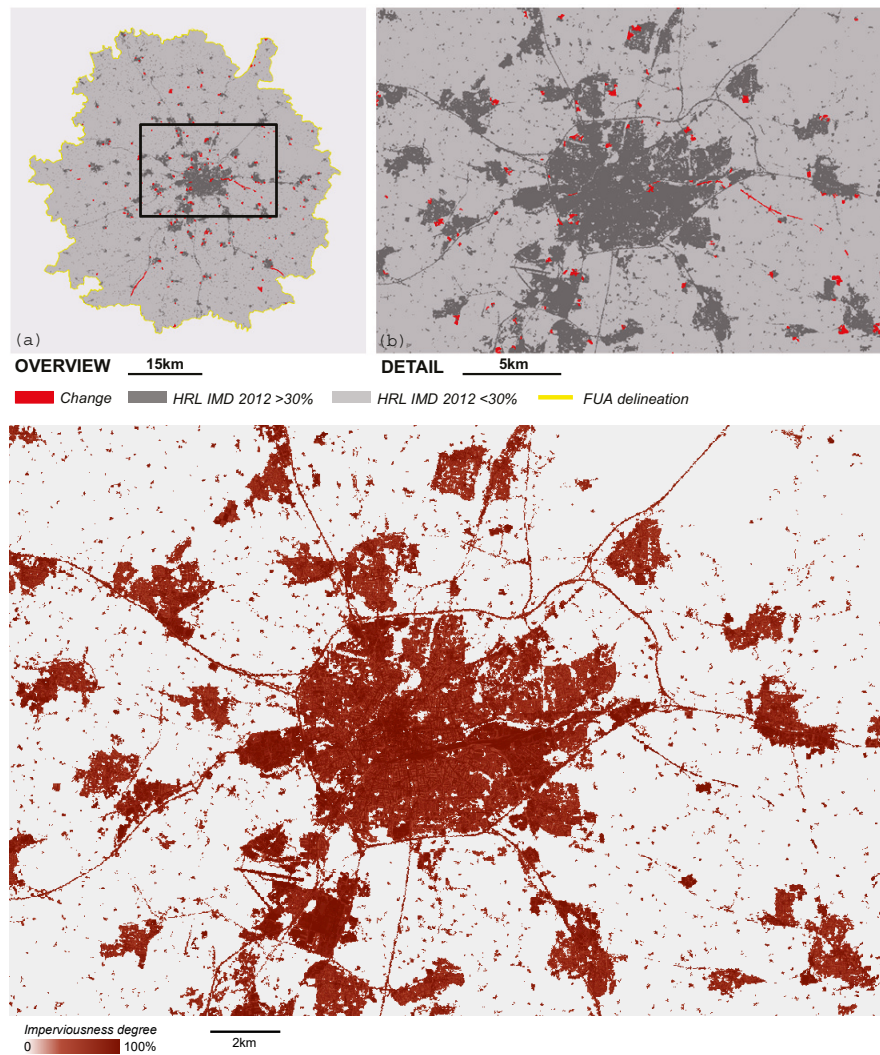 (a)
(b)
OVERVIEW 15km DETAIL 5km
Change HRL IMD 2012 >30% HRL IMD 2012 <30% FUA delineation
Imperviousness degree
0 100% 2km